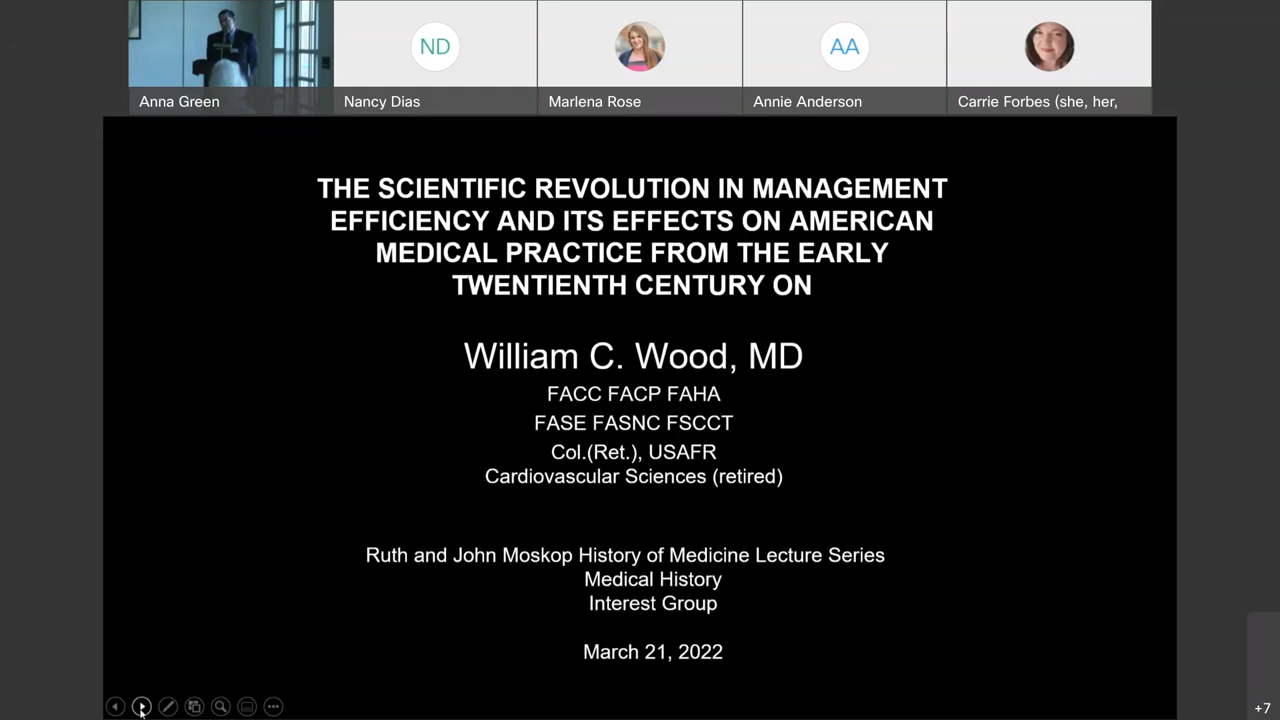 ND
AA
Anna Green
Nancy Dias
Marlena Rose
Annie Anderson
Carrie Forbes (she, her,
THE SCIENTIFIC REVOLUTION IN MANAGEMENT
EFFICIENCY AND ITS EFFECTS ON AMERICAN
MEDICAL PRACTICE FROM THE EARLY
TWENTIETH CENTURY ON
William C. Wood, MD
FACC FACP FAHA
FASE FASNC FSCCT
Col.(Ret.), USAFR
Cardiovascular Sciences (retired)
Ruth and John Moskop History of Medicine Lecture Series
Medical History
Interest Group
March 21, 2022
+7